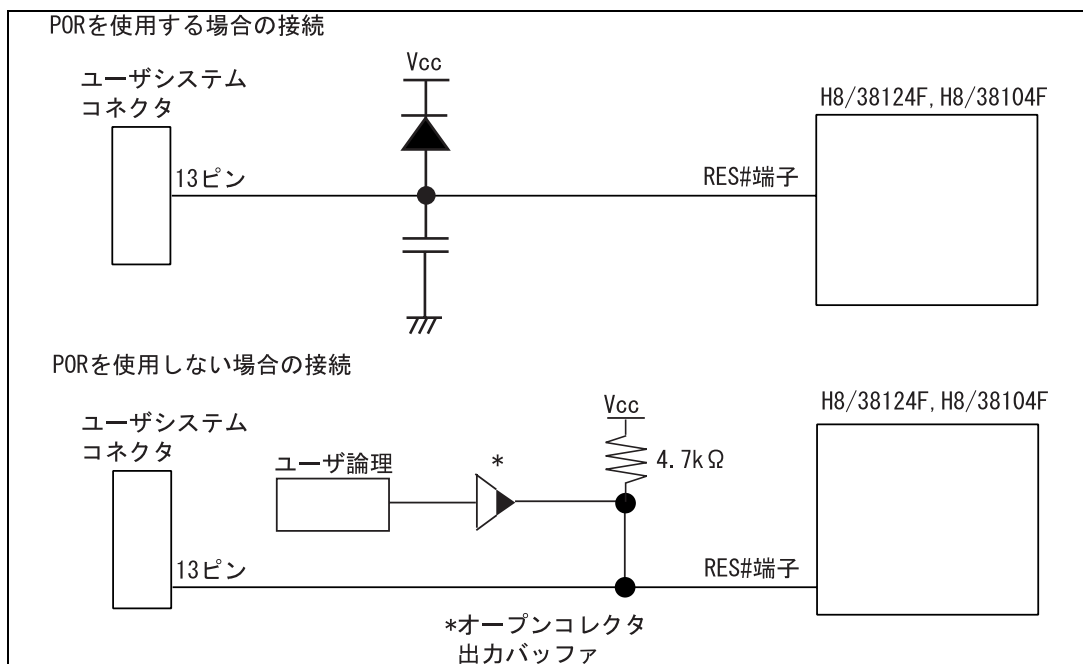 PORを使用する場合の接続
Vcc
ユーザシステム
コネクタ
H8/38124F, H8/38104F
13ピン
RES#端子
PORを使用しない場合の接続
Vcc
H8/38124F, H8/38104F
ユーザシステム
コネクタ
ユーザ論理
*
4.7kΩ
13ピン
RES#端子
*オープンコレクタ
出力バッファ